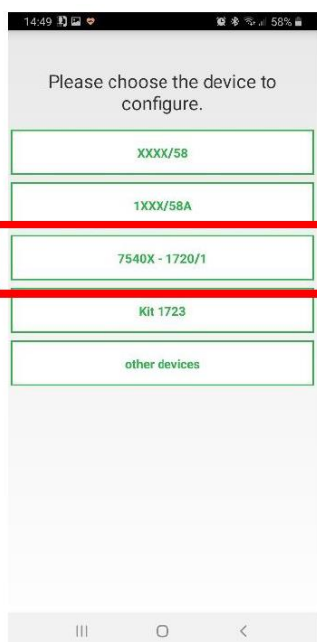 14:49 58%
Please choose the device to
configure.
XXXX/58
1XXX/58A
7540X - 1720/1
Kit 1723
other devices